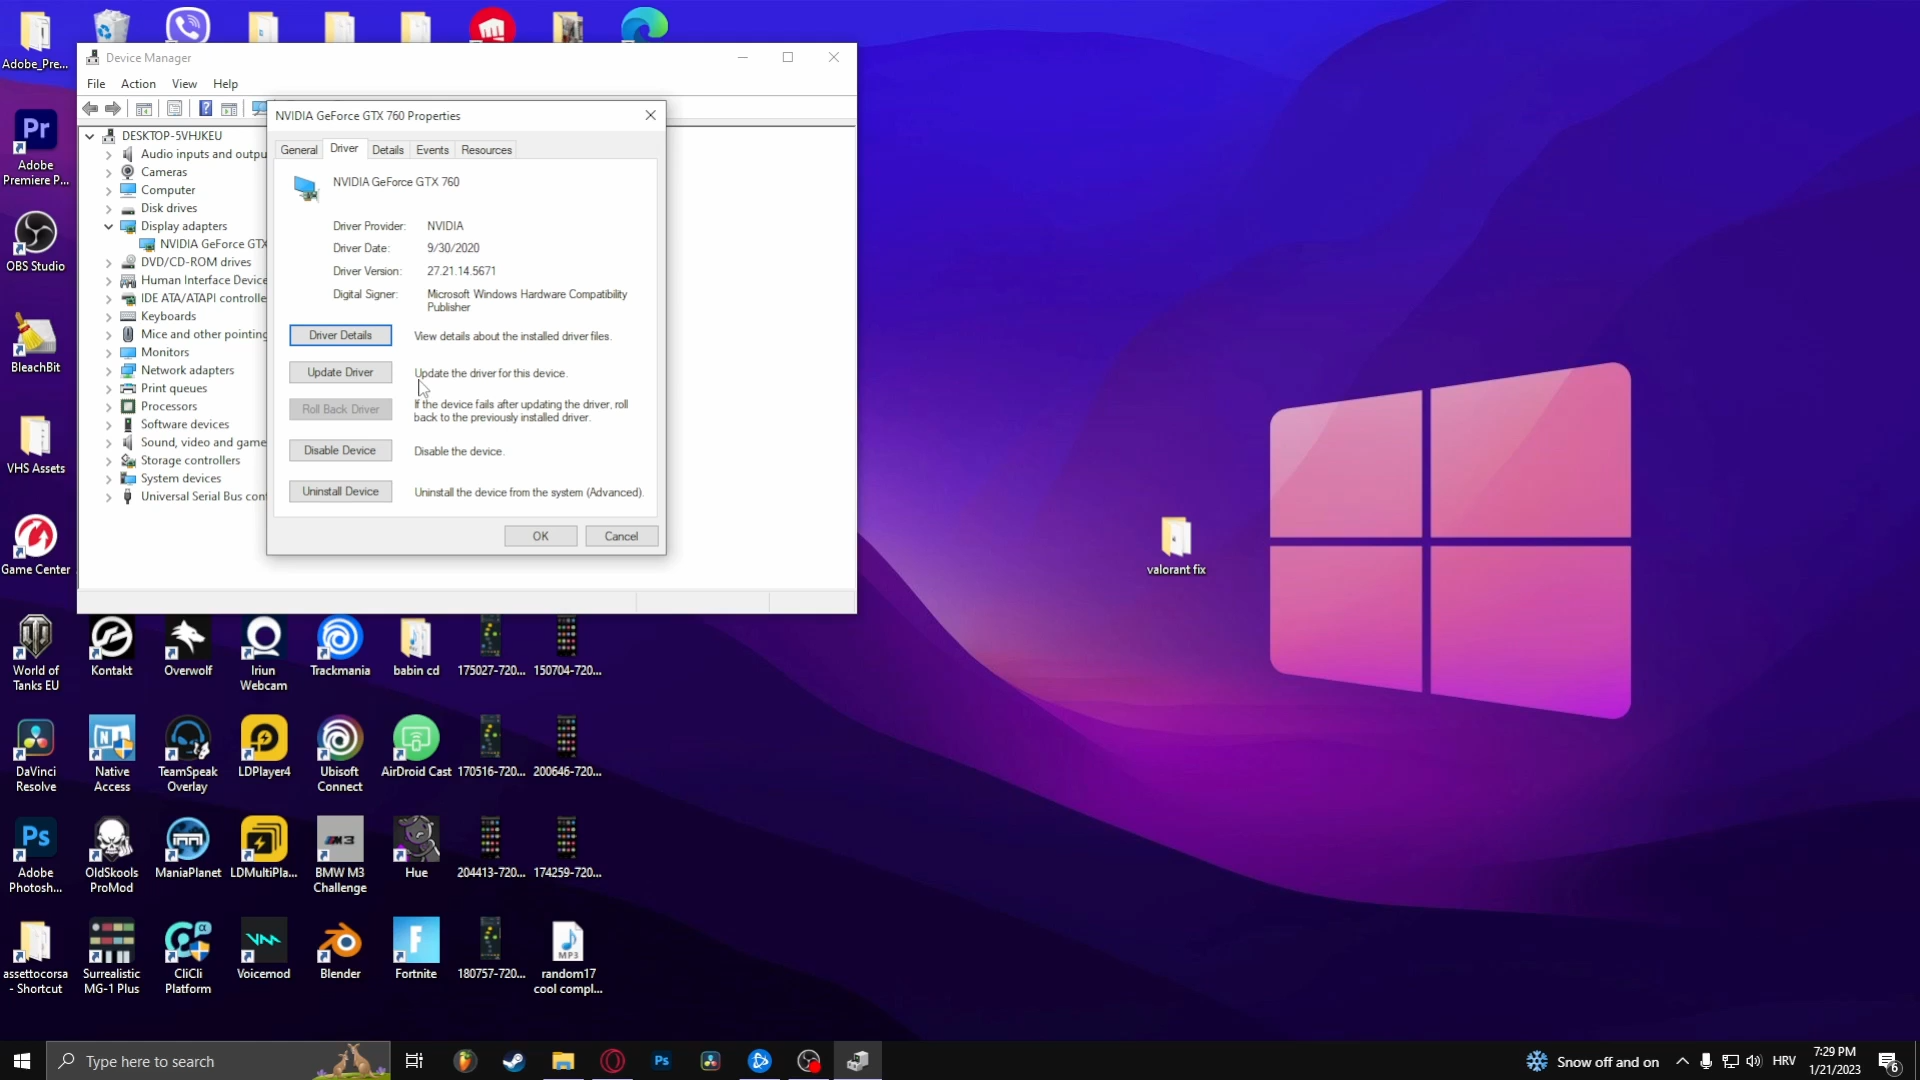 Adobe_Pre...
Device Manager
File Action View Help
NVIDIA GeForce GTX 760 Properties
General Driver Details Events Resources
NVIDIA GeForce GTX 760
Driver Provider: NVIDIA
Driver Date: 9/30/2020
Driver Version: 27.21.14.5671
Digital Signer: Microsoft Windows Hardware Compatibility
Publisher
Driver Details View details about the installed driver files.
Update Driver Update the driver for this device.
Roll Back Driver If the device fails after updating the driver, roll
back to the previously installed driver.
Disable Device Disable the device.
Uninstall Device Uninstall the device from the system (Advanced).
OK Cancel
DESKTOP-5VHJKEU
Audio inputs and outpu
Cameras
Computer
Disk drives
Display adapters
NVIDIA GeForce GTX
DVD/CD-ROM drives
Human Interface Device
IDE ATA/ATAPI controlle
Keyboards
Mice and other pointing
Monitors
Network adapters
Print queues
Processors
Software devices
Sound, video and game
Storage controllers
System devices
Universal Serial Bus con
Pr
Adobe
Premiere P...
OBS Studio
BleachBit
VHS Assets
Game Center
valorant fix
World of
Tanks EU
Kontakt
Overwolf
Iriun
Webcam
Trackmania
babin cd
175027-720...
150704-720...
DaVinci
Resolve
Native
Access
TeamSpeak
Overlay
LDPlayer4
Ubisoft
Connect
AirDroid Cast
170516-720...
200646-720...
Ps
Adobe
Photosh...
OldSkools
ProMod
ManiaPlanet
LDMultiPla...
BMW M3
Challenge
Hue
204413-720...
174259-720...
assettocorsa
- Shortcut
Surrealistic
MG-1 Plus
CliCli
Platform
Voicemod
Blender
Fortnite
180757-720...
MP3
random17
cool compl...
Type here to search
Ps
Snow off and on
HRV
7:29 PM
1/21/2023
6